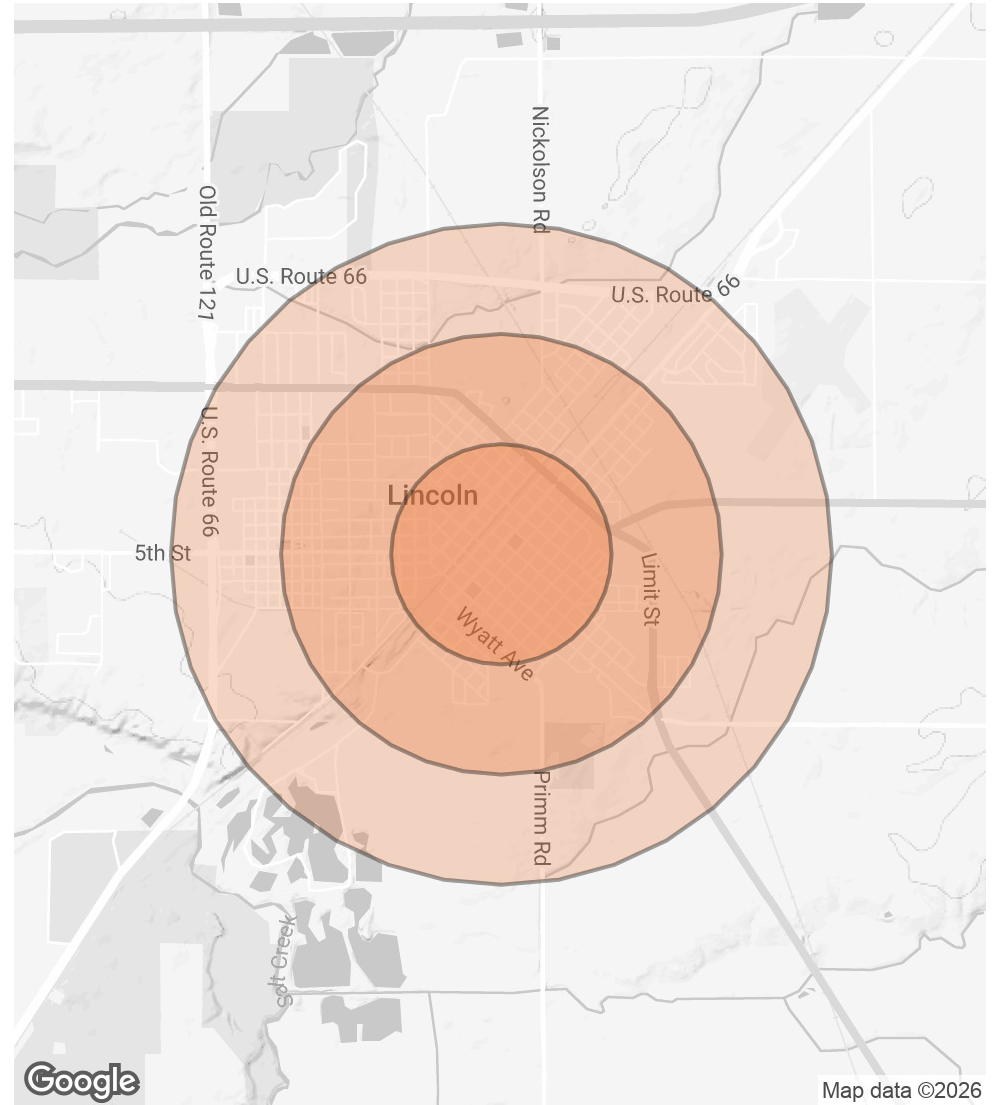 Nickolson Rd
Old Route 121
U.S. Route 66
U.S. Route 66
U.S. Route 66
Lincoln
5th St
Limit St
Wyatt Ave
Primm Rd
Salt Creek
Google
Map data ©2026